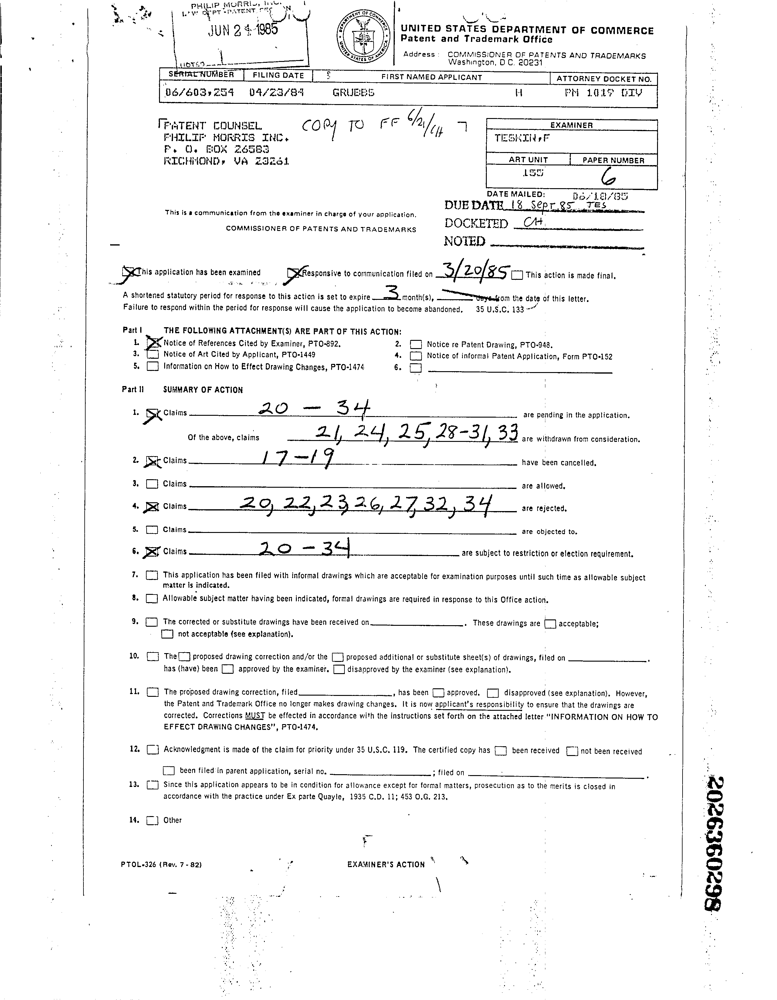 PHILIP MORRIS, INC.
JUN 24 1985
UNITED STATES DEPARTMENT OF COMMERCE
Patent and Trademark Office
Address: COMMISSIONER OF PATENTS AND TRADEMARKS
Washington, D.C. 20231
SERIAL NUMBER FILING DATE FIRST NAMED APPLICANT ATTORNEY DOCKET NO.
06/603,254 04/23/84 GRUBBS H PM 1017 DIV
PATENT COUNSEL
PHILIP MORRIS INC.
P. O. BOX 26583
RICHMOND, VA 23261
COPY TO FF 6/21/CH
EXAMINER
TESKIN,F
ART UNIT PAPER NUMBER
155 6
DATE MAILED: 06/18/85
DUE DATE 18 Sept 85 TES
DOCKETED CH
NOTED
This is a communication from the examiner in charge of your application.
COMMISSIONER OF PATENTS AND TRADEMARKS
This application has been examined Responsive to communication filed on 3/20/85 This action is made final.
A shortened statutory period for response to this action is set to expire 3 month(s), days from the date of this letter.
Failure to respond within the period for response will cause the application to become abandoned. 35 U.S.C. 133
Part I THE FOLLOWING ATTACHMENT(S) ARE PART OF THIS ACTION:
1. Notice of References Cited by Examiner, PTO-892. 2. Notice re Patent Drawing, PTO-948.
3. Notice of Art Cited by Applicant, PTO-1449 4. Notice of informal Patent Application, Form PTO-152
5. Information on How to Effect Drawing Changes, PTO-1474 6.
Part II SUMMARY OF ACTION
1. Claims 20 - 34 are pending in the application.
Of the above, claims 21, 24, 25, 28-31, 33 are withdrawn from consideration.
2. Claims 17-19 have been cancelled.
3. Claims are allowed.
4. Claims 20, 22, 23, 26, 27, 32, 34 are rejected.
5. Claims are objected to.
6. Claims 20 - 34 are subject to restriction or election requirement.
7. This application has been filed with informal drawings which are acceptable for examination purposes until such time as allowable subject
matter is indicated.
8. Allowable subject matter having been indicated, formal drawings are required in response to this Office action.
9. The corrected or substitute drawings have been received on . These drawings are acceptable;
not acceptable (see explanation).
10. The proposed drawing correction and/or the proposed additional or substitute sheet(s) of drawings, filed on
has (have) been approved by the examiner. disapproved by the examiner (see explanation).
11. The proposed drawing correction, filed , has been approved. disapproved (see explanation). However,
the Patent and Trademark Office no longer makes drawing changes. It is now applicant's responsibility to ensure that the drawings are
corrected. Corrections MUST be effected in accordance with the instructions set forth on the attached letter "INFORMATION ON HOW TO
EFFECT DRAWING CHANGES", PTO-1474.
12. Acknowledgment is made of the claim for priority under 35 U.S.C. 119. The certified copy has been received not been received
been filed in parent application, serial no. ; filed on
13. Since this application appears to be in condition for allowance except for formal matters, prosecution as to the merits is closed in
accordance with the practice under Ex parte Quayle, 1935 C.D. 11; 453 O.G. 213.
14. Other
PTOL-326 (Rev. 7 - 82) EXAMINER'S ACTION
2026360298